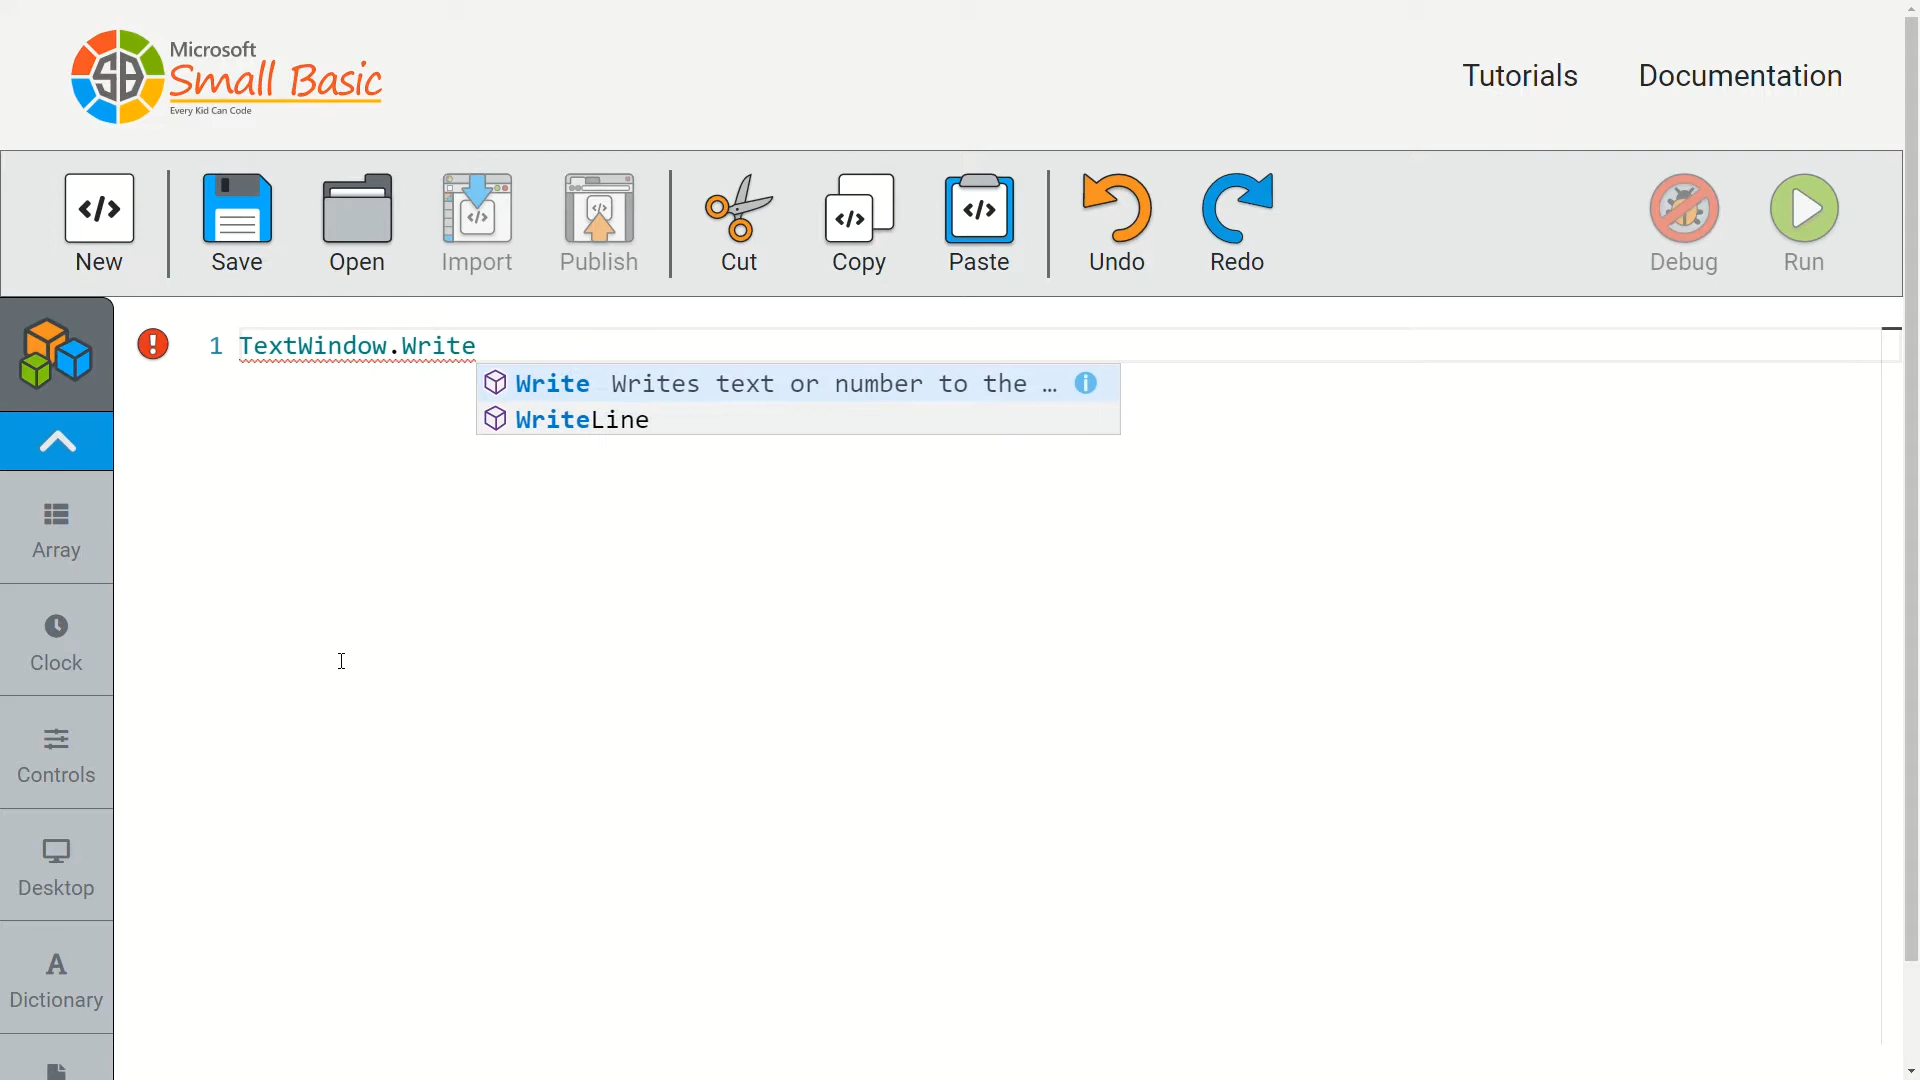 Microsoft
Small Basic
Every Kid Can Code
Tutorials
Documentation
New
Save
Open
Import
Publish
Cut
Copy
Paste
Undo
Redo
Debug
Run
1 TextWindow.Write
Write Writes text or number to the …
WriteLine
Array
Clock
Controls
Desktop
Dictionary